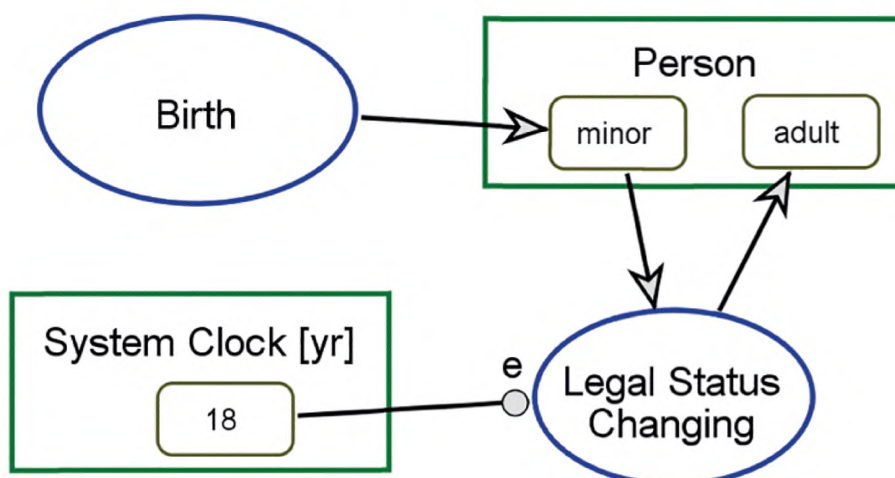 Person
Birth
minor
adult
System Clock [yr]
e
Legal Status
Changing
18